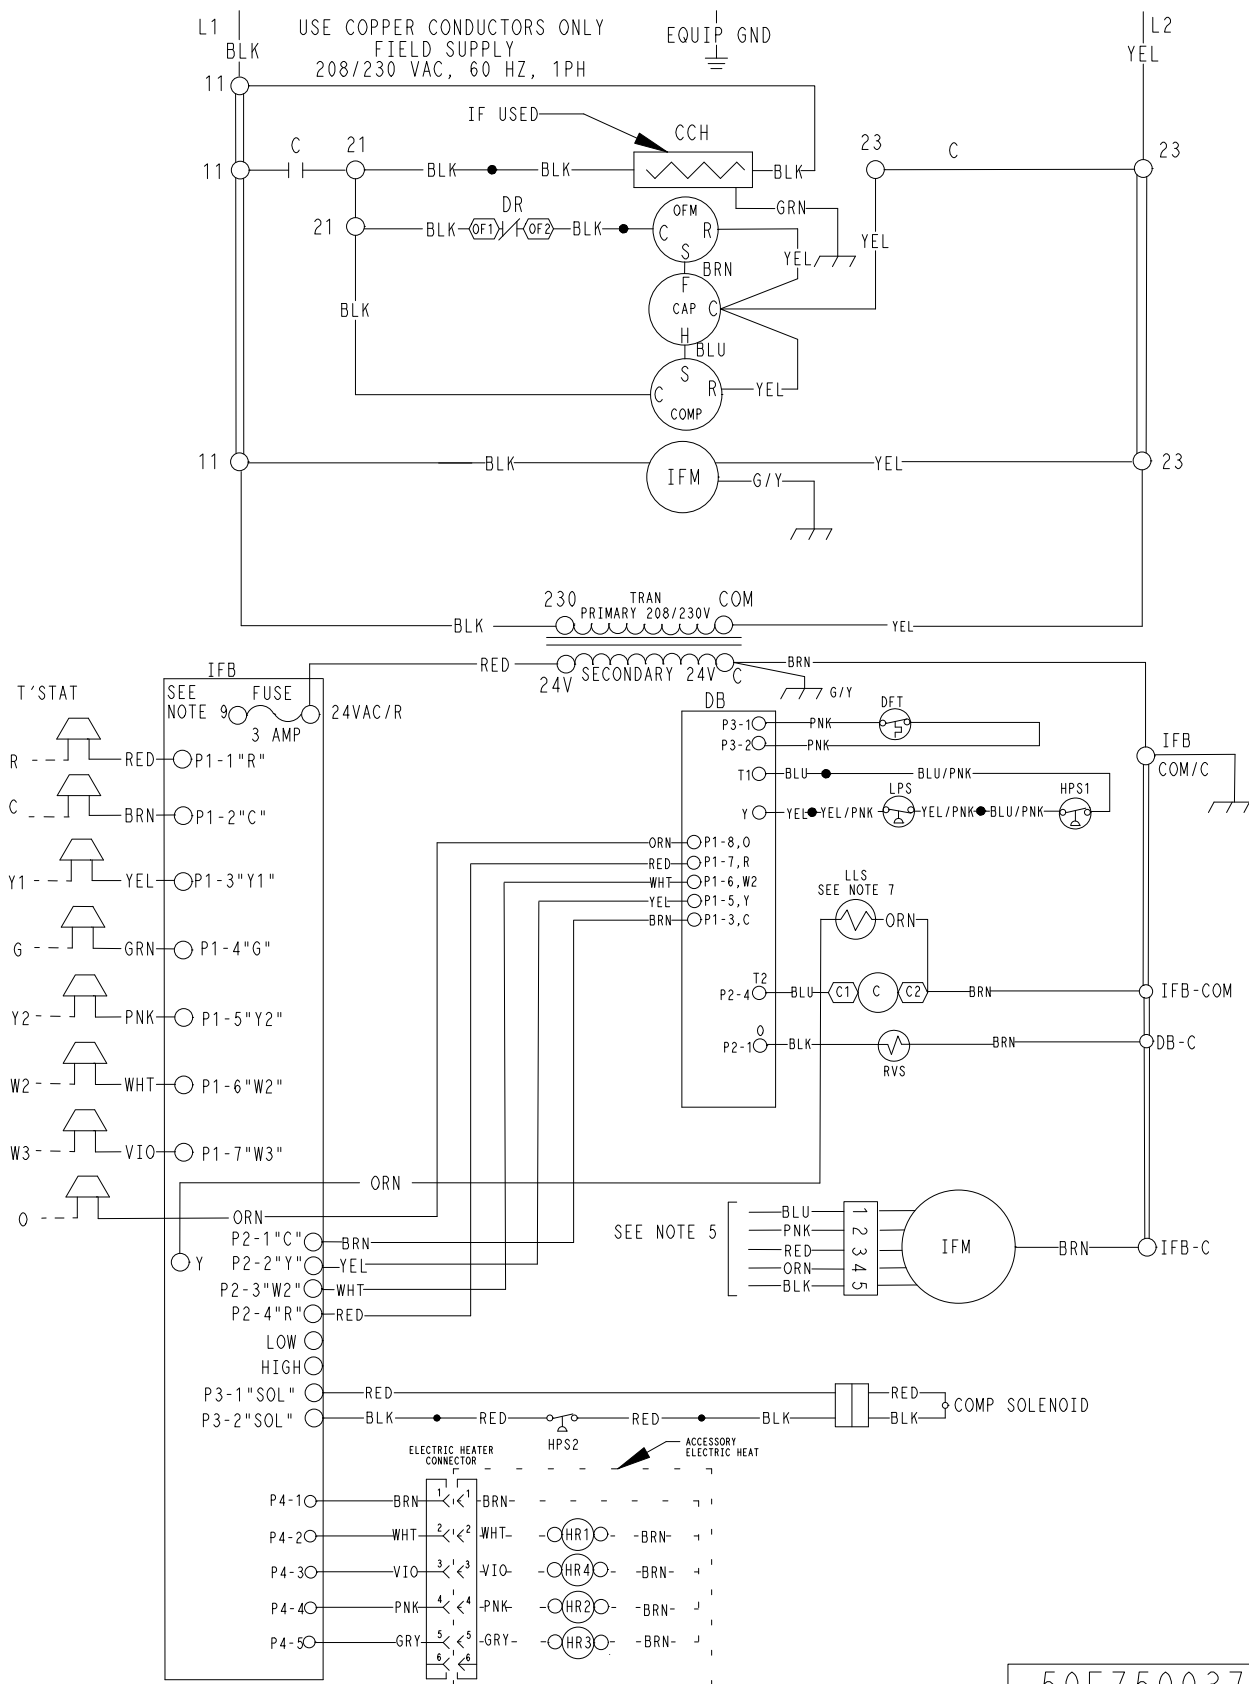 L1
BLK
USE COPPER CONDUCTORS ONLY
FIELD SUPPLY
208/230 VAC, 60 HZ, 1PH
EQUIP GND
L2
YEL
11
IF USED
CCH
11
C
21
BLK
BLK
BLK
23
C
23
GRN
21
BLK
OF1
DR
OF2
BLK
OFM
C
R
S
YEL
YEL
BRN
F
CAP
C
H
BLK
BLU
S
C
R
COMP
YEL
11
BLK
IFM
YEL
23
G/Y
230
TRAN
PRIMARY 208/230V
COM
BLK
YEL
RED
24V
SECONDARY 24V
C
BRN
G/Y
IFB
T'STAT
SEE
NOTE 9
FUSE
3 AMP
24VAC/R
DB
P3-1
PNK
DFT
P3-2
PNK
IFB
COM/C
T1
BLU
BLU/PNK
Y
YEL
YEL/PNK
LPS
YEL/PNK
BLU/PNK
HPS1
R
RED
P1-1"R"
C
BRN
P1-2"C"
Y1
YEL
P1-3"Y1"
G
GRN
P1-4"G"
Y2
PNK
P1-5"Y2"
W2
WHT
P1-6"W2"
W3
VIO
P1-7"W3"
O
ORN
ORN
P1-8,O
RED
P1-7,R
WHT
P1-6,W2
YEL
P1-5,Y
BRN
P1-3,C
LLS
SEE NOTE 7
ORN
T2
P2-4
BLU
C1
C
C2
BRN
IFB-COM
O
P2-1
BLK
RVS
BRN
DB-C
ORN
Y
P2-1"C"
BRN
P2-2"Y"
YEL
P2-3"W2"
WHT
P2-4"R"
RED
LOW
HIGH
SEE NOTE 5
BLU
1
PNK
2
RED
3
ORN
4
BLK
5
IFM
BRN
IFB-C
P3-1"SOL"
RED
RED
P3-2"SOL"
BLK
RED
HPS2
RED
BLK
BLK
COMP SOLENOID
ELECTRIC HEATER
CONNECTOR
ACCESSORY
ELECTRIC HEAT
P4-1
BRN
1
1
BRN
P4-2
WHT
2
2
WHT
HR1
BRN
P4-3
VIO
3
3
VIO
HR4
BRN
P4-4
PNK
4
4
PNK
HR2
BRN
P4-5
GRY
5
5
GRY
HR3
BRN
6
6